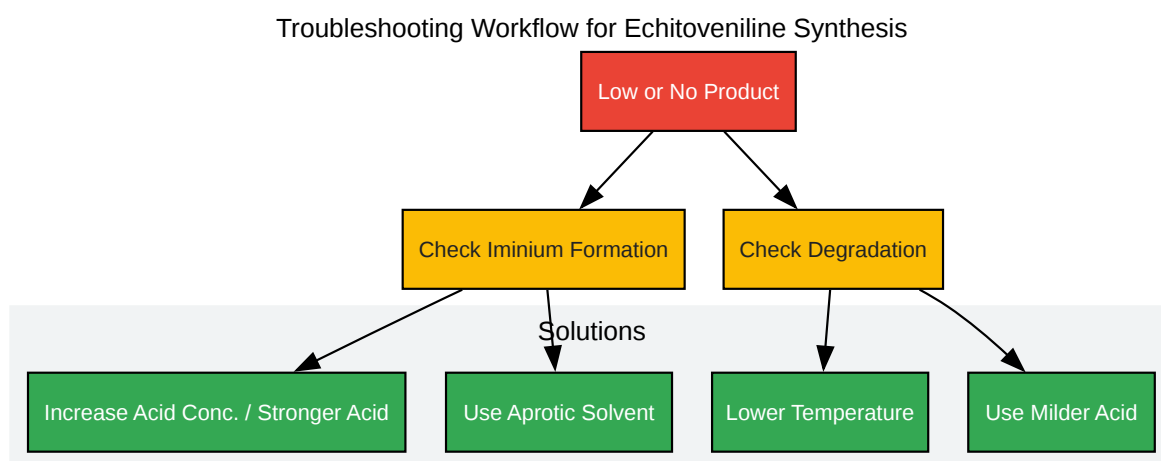 Troubleshooting Workflow for Echitoveniline Synthesis
Low or No Product
Check Iminium Formation
Check Degradation
Solutions
Increase Acid Conc. / Stronger Acid
Use Aprotic Solvent
Lower Temperature
Use Milder Acid